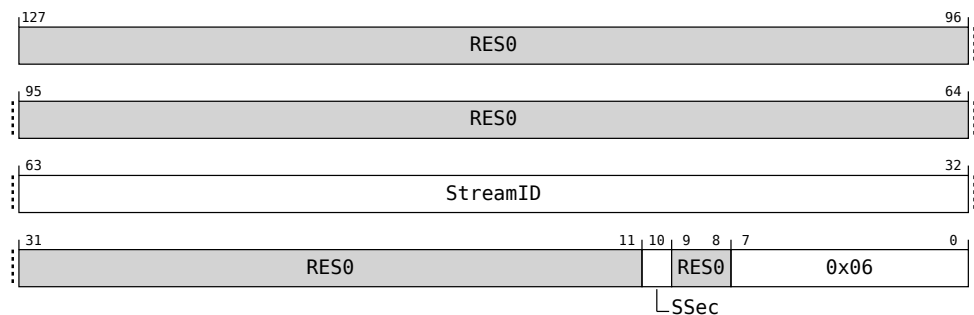 127 96
RES0
95 64
RES0
63 32
StreamID
31 11 10 9 8 7 0
RES0 RES0 0x06
SSec